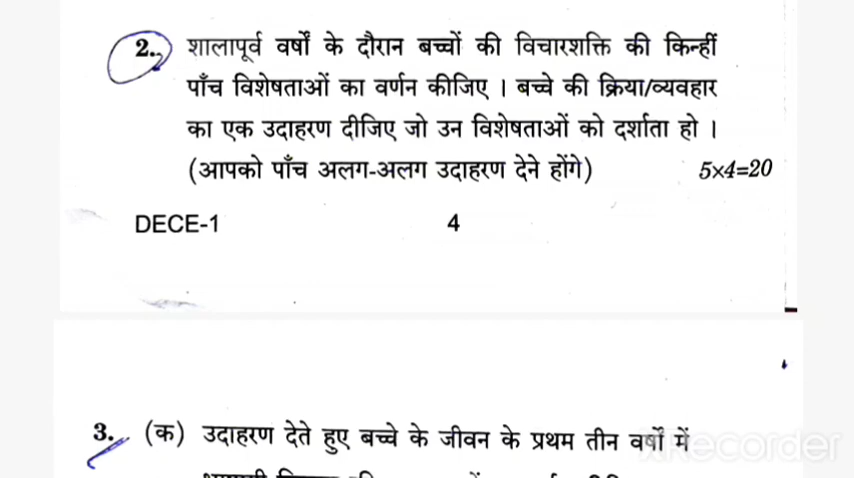 2. शालापूर्व वर्षों के दौरान बच्चों की विचारशक्ति की किन्हीं
पाँच विशेषताओं का वर्णन कीजिए । बच्चे की क्रिया/व्यवहार
का एक उदाहरण दीजिए जो उन विशेषताओं को दर्शाता हो ।
(आपको पाँच अलग-अलग उदाहरण देने होंगे) 5×4=20
DECE-1 4
3. (क) उदाहरण देते हुए बच्चे के जीवन के प्रथम तीन वर्षों में
XRecorder